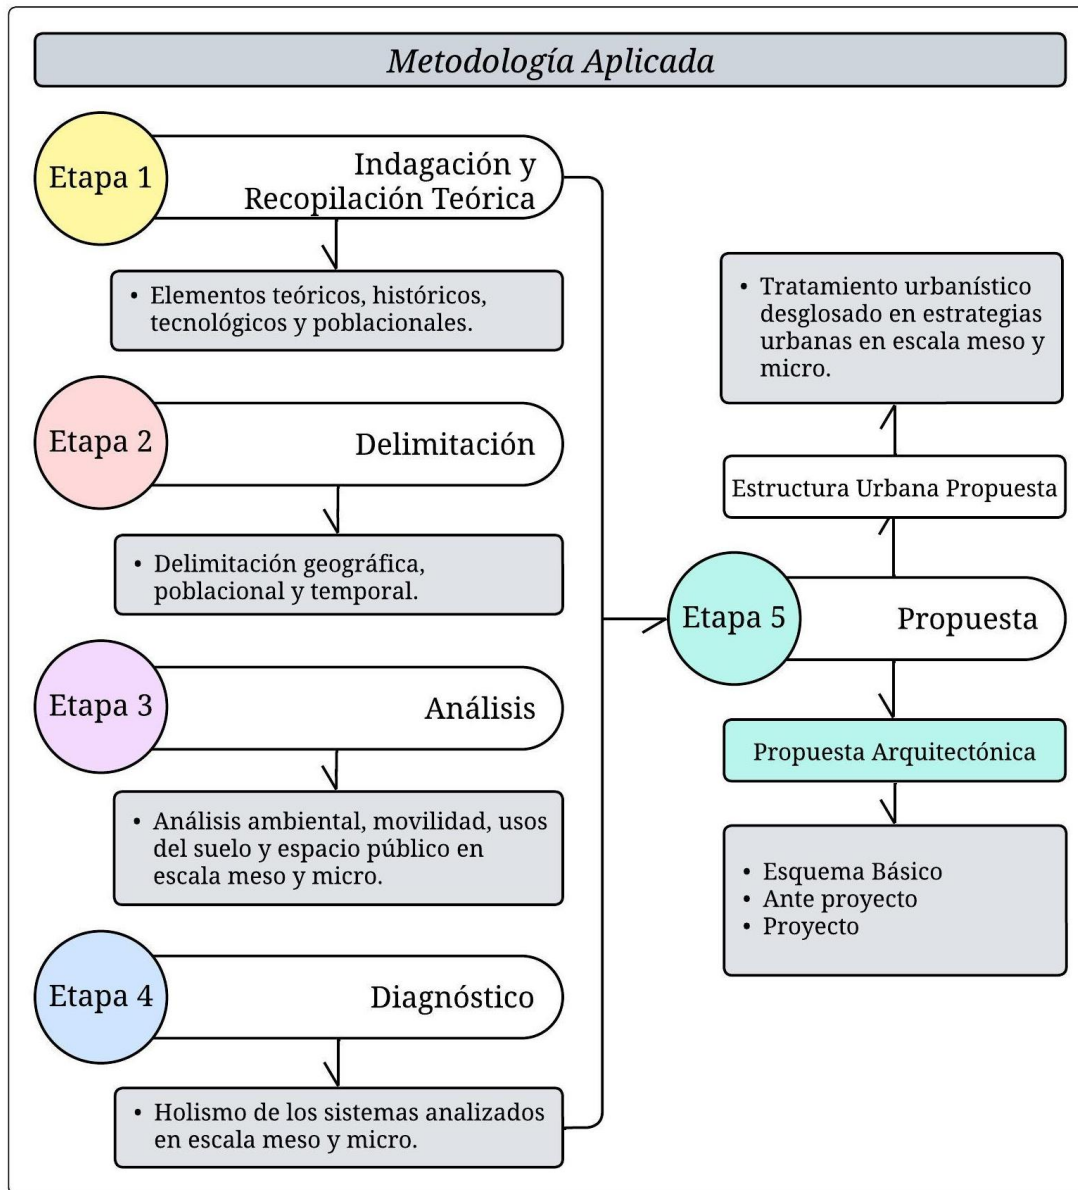 Metodología Aplicada
Etapa 1
Indagación y
Recopilación Teórica
• Elementos teóricos, históricos,
tecnológicos y poblacionales.
Etapa 2
Delimitación
• Delimitación geográfica,
poblacional y temporal.
Etapa 3
Análisis
• Análisis ambiental, movilidad, usos
del suelo y espacio público en
escala meso y micro.
Etapa 4
Diagnóstico
• Holismo de los sistemas analizados
en escala meso y micro.
• Tratamiento urbanístico
desglosado en estrategias
urbanas en escala meso y
micro.
Estructura Urbana Propuesta
Etapa 5
Propuesta
Propuesta Arquitectónica
• Esquema Básico
• Ante proyecto
• Proyecto